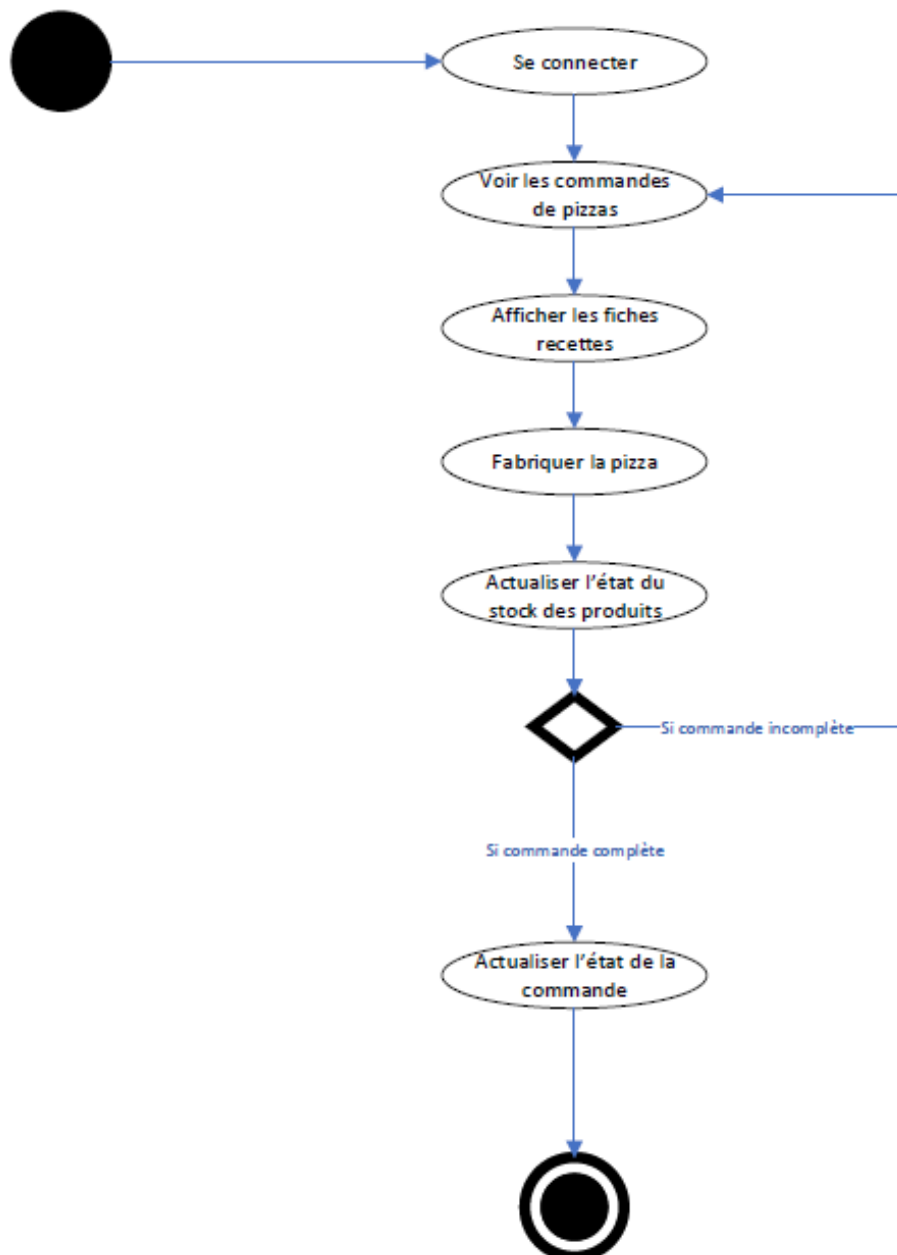 Se connecter
Voir les commandes
de pizzas
Afficher les fiches
recettes
Fabriquer la pizza
Actualiser l'état du
stock des produits
Si commande incomplète
Si commande complète
Actualiser l'état de la
commande